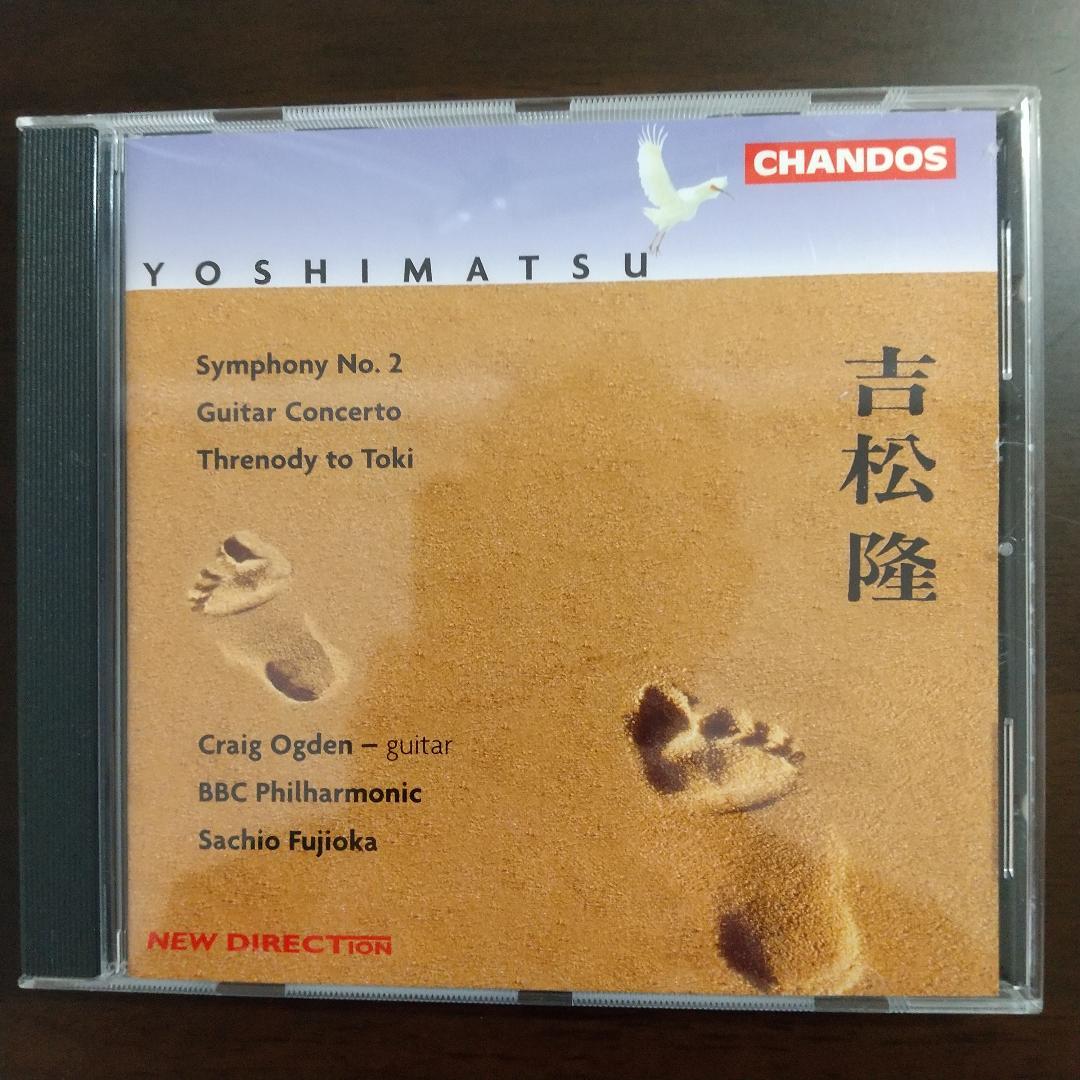 CHANDOS
YOSHIMATSU
Symphony No. 2
Guitar Concerto
Threnody to Toki
吉松隆
Craig Ogden – guitar
BBC Philharmonic
Sachio Fujioka
NEW DIRECTION